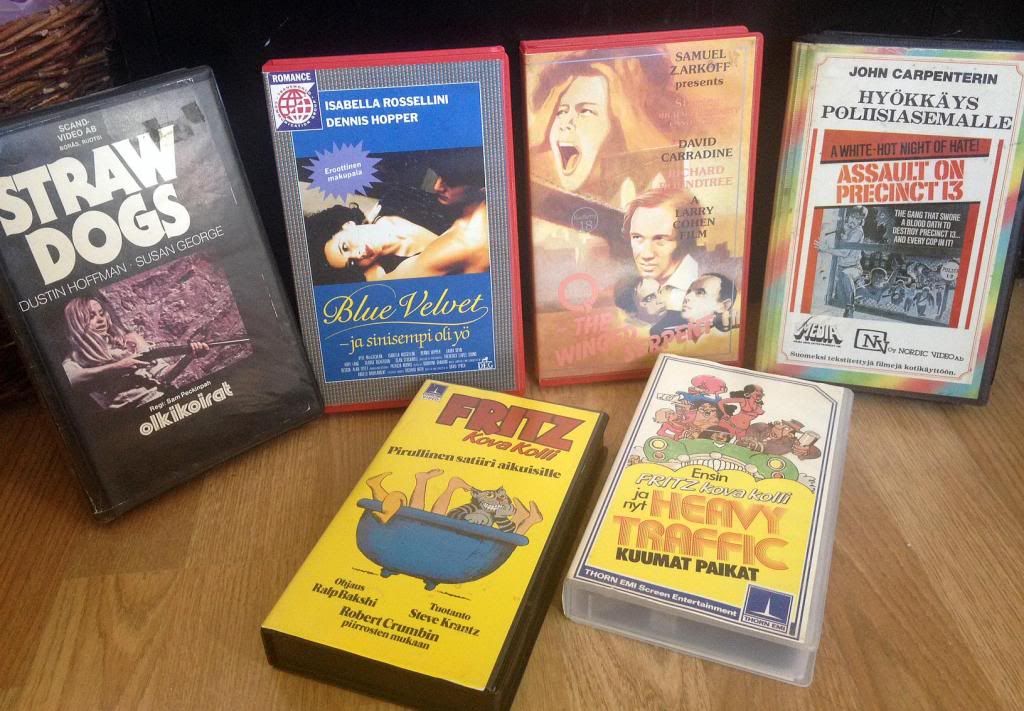 SCAND-
VIDEO AB
BORÅS, RUOTSI
STRAW
DOGS
DUSTIN HOFFMAN · SUSAN GEORGE
Regi: Sam Peckinpah
olkikoirat
ROMANCE
ISABELLA ROSSELLINI
DENNIS HOPPER
Eroottinen
makupala
Blue Velvet
–ja sinisempi oli yö
SAMUEL
Z.ARKOFF
presents
DAVID
CARRADINE
RICHARD
ROUNDTREE
A
LARRY
COHEN
FILM
18
Q
THE
WINGED SERPENT
JOHN CARPENTERIN
HYÖKKÄYS
POLIISIASEMALLE
A WHITE-HOT NIGHT OF HATE!
ASSAULT ON
PRECINCT 13
THE GANG THAT SWORE
A BLOOD OATH TO
DESTROY PRECINCT 13...
AND EVERY COP IN IT!
MEDIA
by NORDIC VIDEO AB
Suomeksi tekstitettyjä filmejä kotikäyttöön.
FRITZ
Kova Kolli
Pirullinen satiiri aikuisille
Ohjaus
Ralp Bakshi
Tuotanto
Steve Krantz
Robert Crumbin
piirrosten mukaan
Ensin
FRITZ kova kolli
ja
nyt HEAVY
TRAFFIC
KUUMAT PAIKAT
THORN EMI Screen Entertainment
THORN EMI